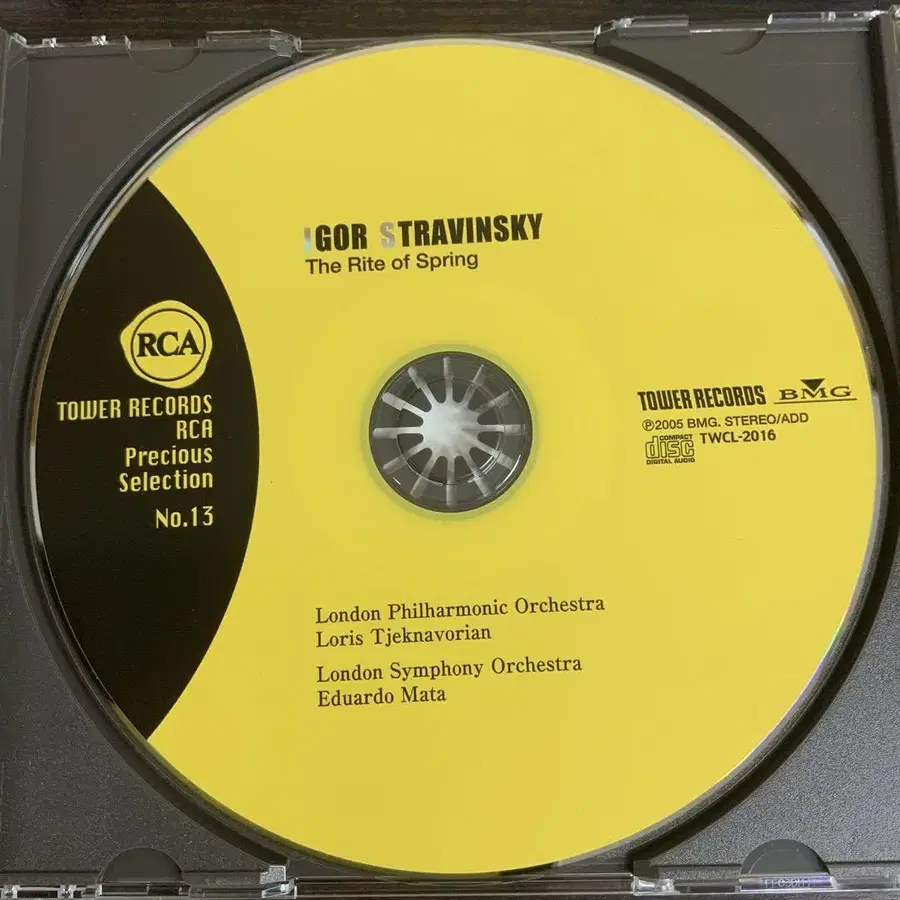 IGOR STRAVINSKY
The Rite of Spring
RCA
TOWER RECORDS
RCA
Precious
Selection
No.13
TOWER RECORDS BMG
℗2005 BMG. STEREO/ADD
COMPACT
disc
DIGITAL AUDIO
TWCL-2016
London Philharmonic Orchestra
Loris Tjeknavorian
London Symphony Orchestra
Eduardo Mata